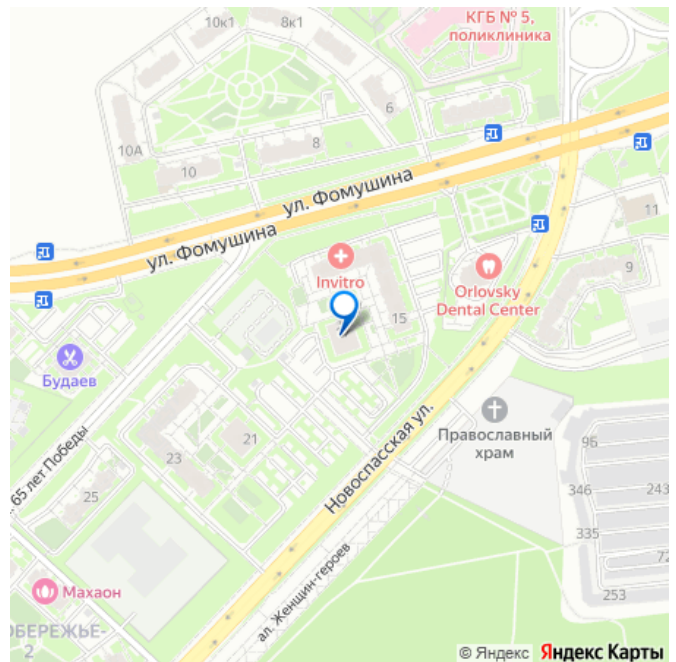 10к1
8к1
КГБ № 5,
поликлиника
6
10А
8
10
ул. Фомушина
11
ул. Фомушина
9
Invitro
Orlovsky
Dental Center
15
Будаев
Новоспасская ул.
Православный
храм
21
9Б
23
65 лет Победы
346
243
25
335
72
Махаон
ал. Женщин-героев
253
ОБЕРЕЖЬЕ-
2
© Яндекс Яндекс Карты